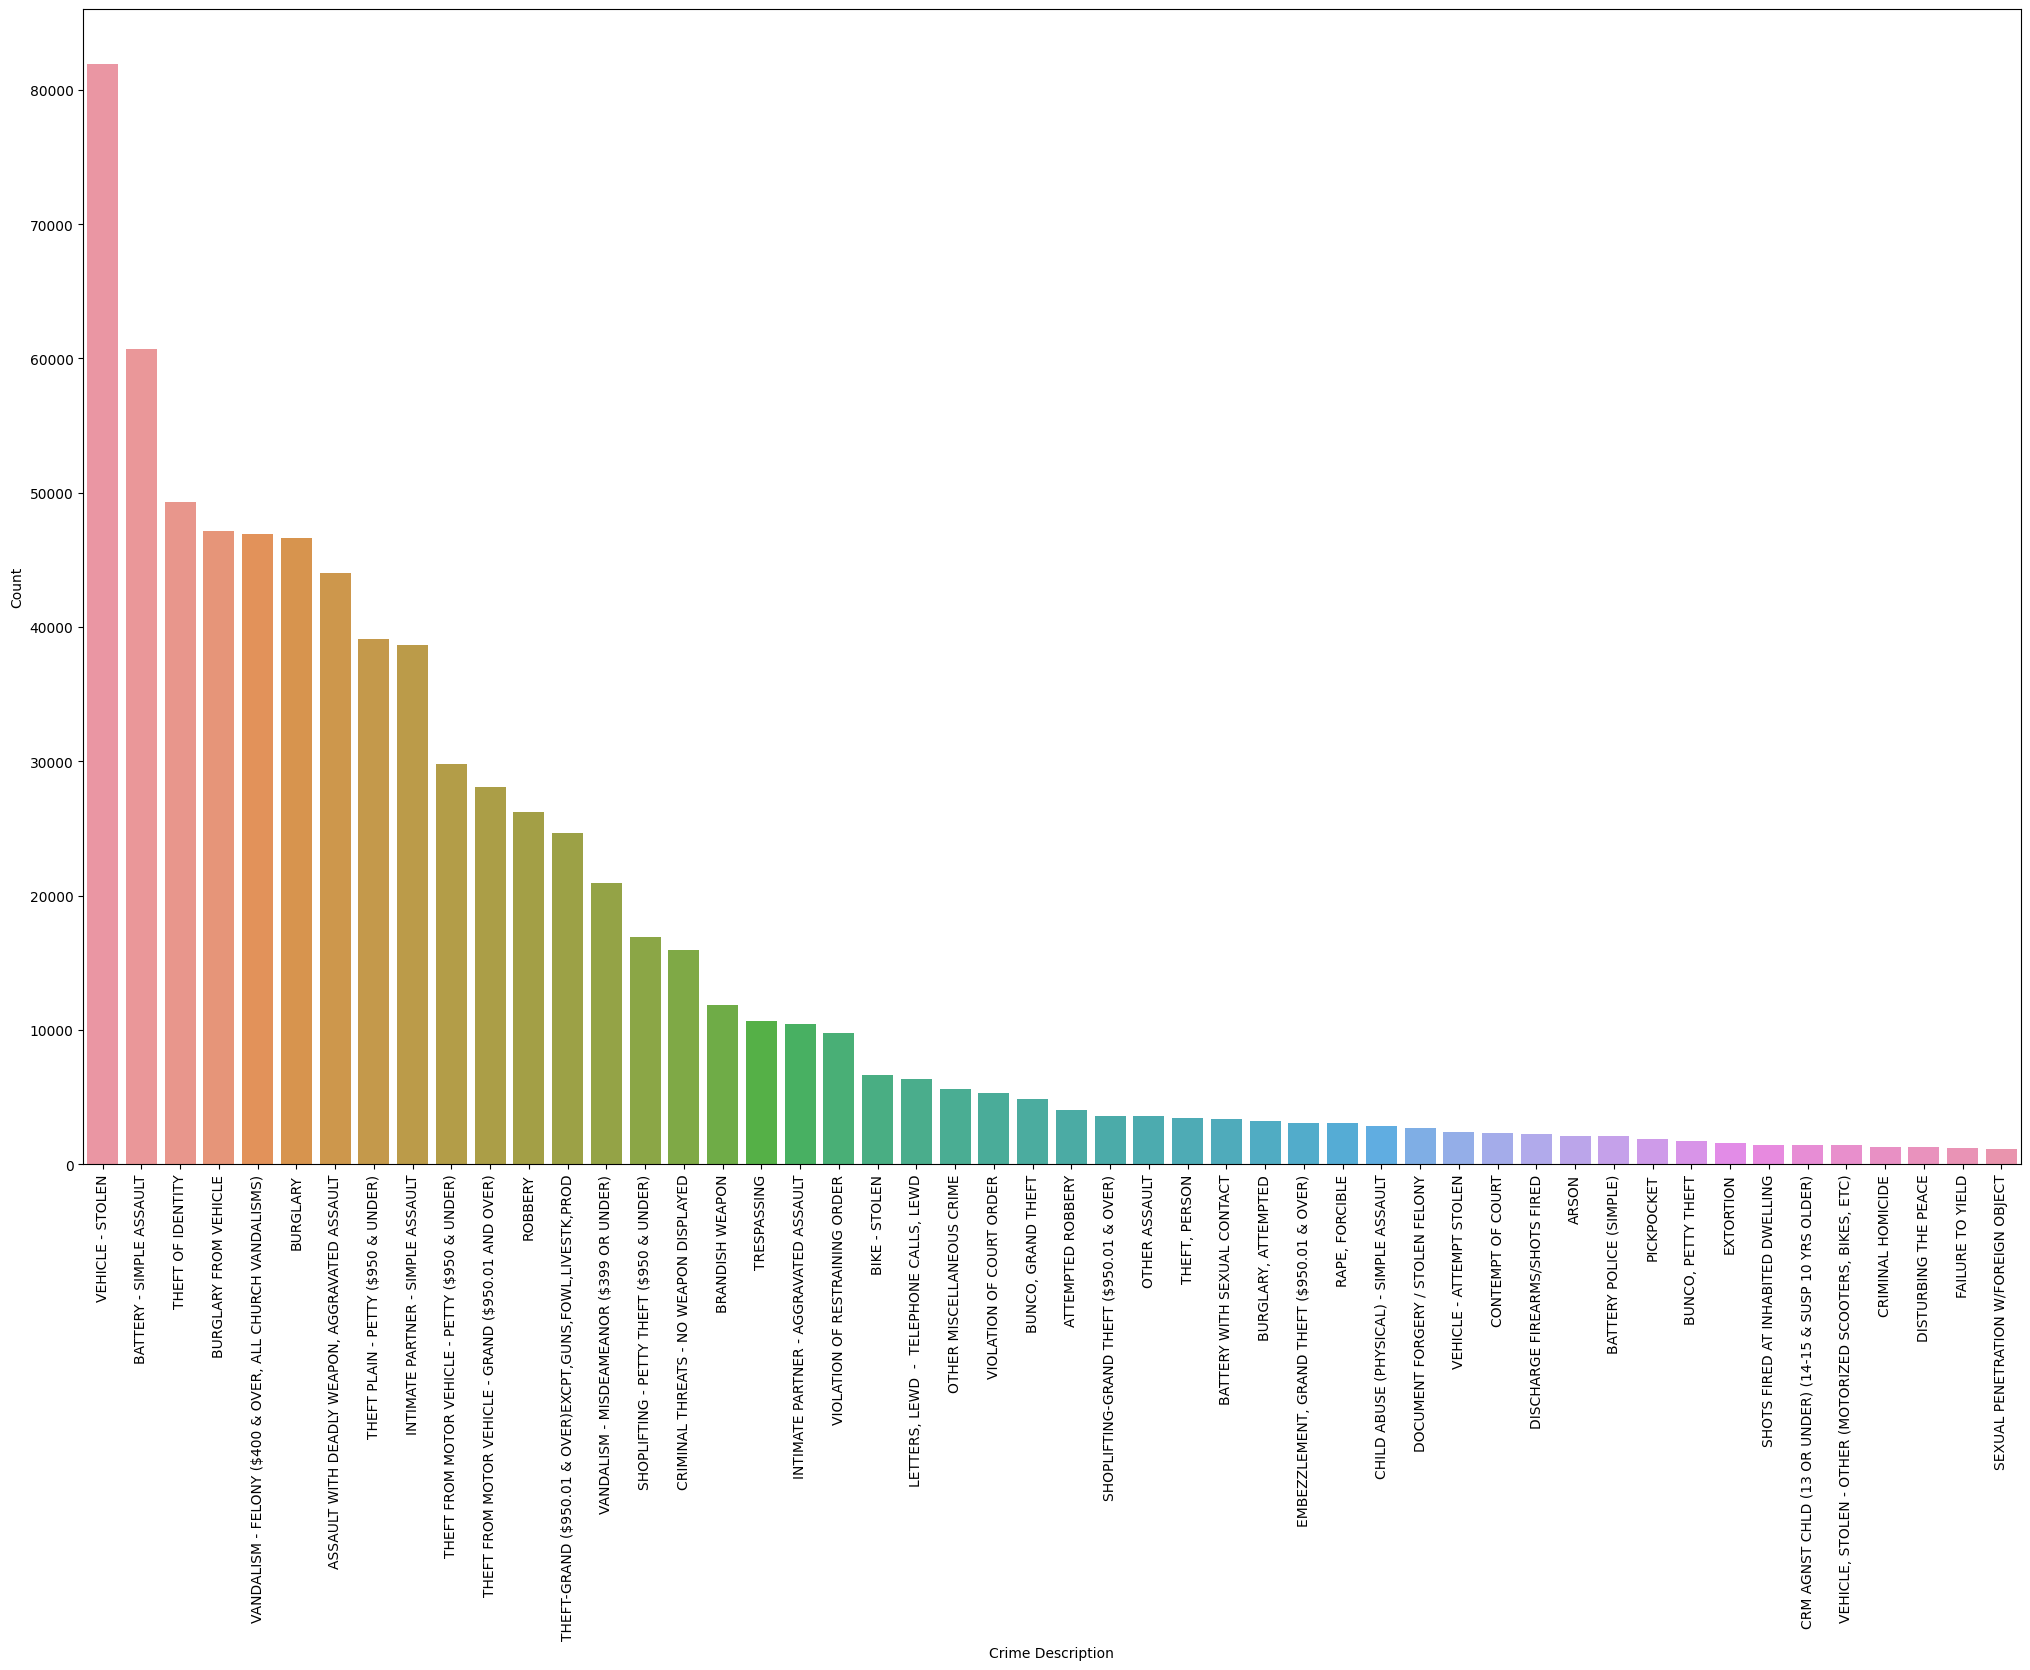 80000
70000
60000
50000
40000
30000
20000
10000
0
Count
VEHICLE - STOLEN
BATTERY - SIMPLE ASSAULT
THEFT OF IDENTITY
BURGLARY FROM VEHICLE
VANDALISM - FELONY ($400 & OVER, ALL CHURCH VANDALISMS)
BURGLARY
ASSAULT WITH DEADLY WEAPON, AGGRAVATED ASSAULT
THEFT PLAIN - PETTY ($950 & UNDER)
INTIMATE PARTNER - SIMPLE ASSAULT
THEFT FROM MOTOR VEHICLE - PETTY ($950 & UNDER)
THEFT FROM MOTOR VEHICLE - GRAND ($950.01 AND OVER)
ROBBERY
THEFT-GRAND ($950.01 & OVER)EXCPT,GUNS,FOWL,LIVESTK,PROD
VANDALISM - MISDEAMEANOR ($399 OR UNDER)
SHOPLIFTING - PETTY THEFT ($950 & UNDER)
CRIMINAL THREATS - NO WEAPON DISPLAYED
BRANDISH WEAPON
TRESPASSING
INTIMATE PARTNER - AGGRAVATED ASSAULT
VIOLATION OF RESTRAINING ORDER
BIKE - STOLEN
LETTERS, LEWD  -  TELEPHONE CALLS, LEWD
OTHER MISCELLANEOUS CRIME
VIOLATION OF COURT ORDER
BUNCO, GRAND THEFT
ATTEMPTED ROBBERY
SHOPLIFTING-GRAND THEFT ($950.01 & OVER)
OTHER ASSAULT
THEFT, PERSON
BATTERY WITH SEXUAL CONTACT
BURGLARY, ATTEMPTED
EMBEZZLEMENT, GRAND THEFT ($950.01 & OVER)
RAPE, FORCIBLE
CHILD ABUSE (PHYSICAL) - SIMPLE ASSAULT
DOCUMENT FORGERY / STOLEN FELONY
VEHICLE - ATTEMPT STOLEN
CONTEMPT OF COURT
DISCHARGE FIREARMS/SHOTS FIRED
ARSON
BATTERY POLICE (SIMPLE)
PICKPOCKET
BUNCO, PETTY THEFT
EXTORTION
SHOTS FIRED AT INHABITED DWELLING
CRM AGNST CHLD (13 OR UNDER) (14-15 & SUSP 10 YRS OLDER)
VEHICLE, STOLEN - OTHER (MOTORIZED SCOOTERS, BIKES, ETC)
CRIMINAL HOMICIDE
DISTURBING THE PEACE
FAILURE TO YIELD
SEXUAL PENETRATION W/FOREIGN OBJECT
Crime Description